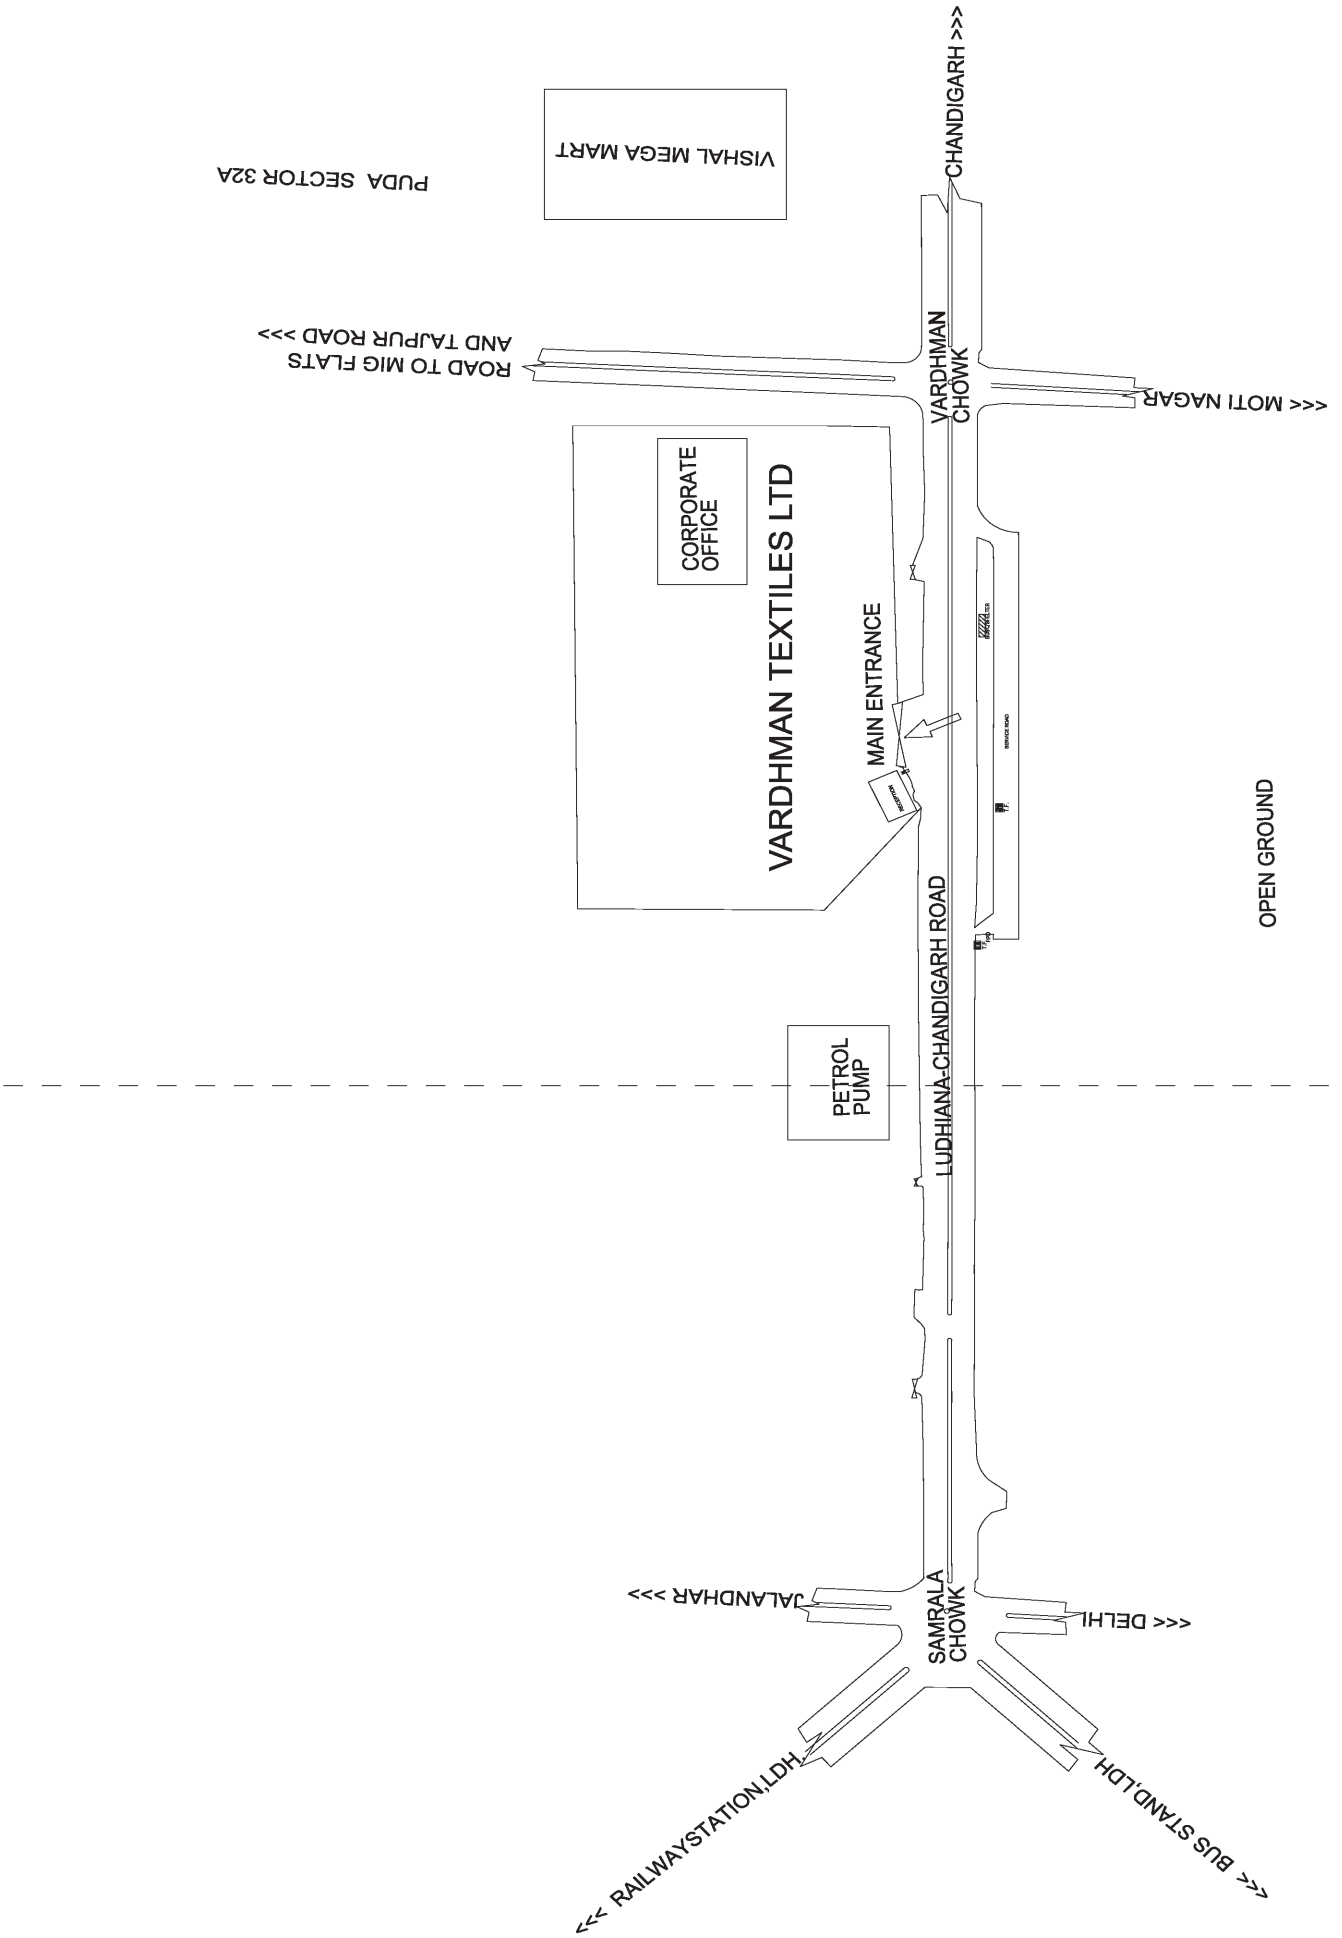 CHANDIGARH >>>
VISHAL MEGA MART
PUDA SECTOR 32A
ROAD TO MIG FLATS
AND TAJPUR ROAD >>>
VARDHMAN
CHOWK
<<< MOTI NAGAR
CORPORATE
OFFICE
VARDHMAN TEXTILES LTD
MAIN ENTRANCE
RECEPTION
SERVICE ROAD
T.F.
OPEN GROUND
LUDHIANA-CHANDIGARH ROAD
T.F.
PETROL
PUMP
JALANDHAR >>>
SAMRALA
CHOWK
<<< DELHI
<<< RAILWAYSTATION,LDH.
<<< BUS STAND,LDH